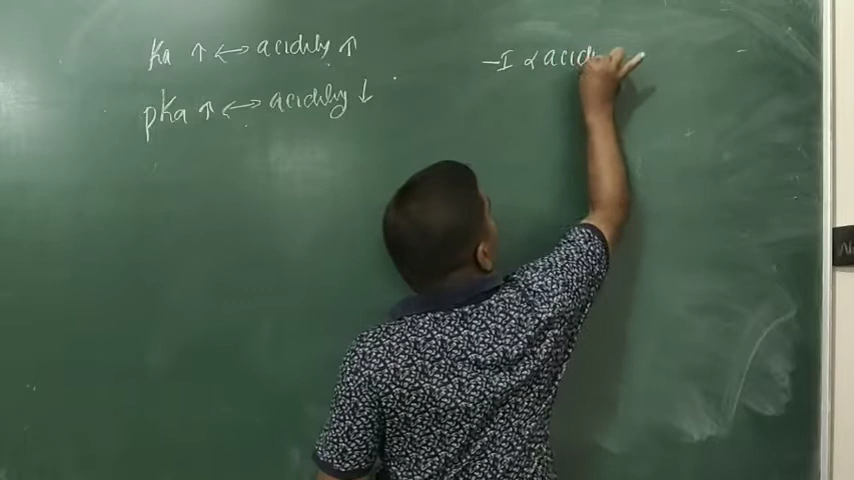 Ka ↑ ↔ acidity ↑
pKa ↑ ↔ acidity ↓
-I ∝ acid